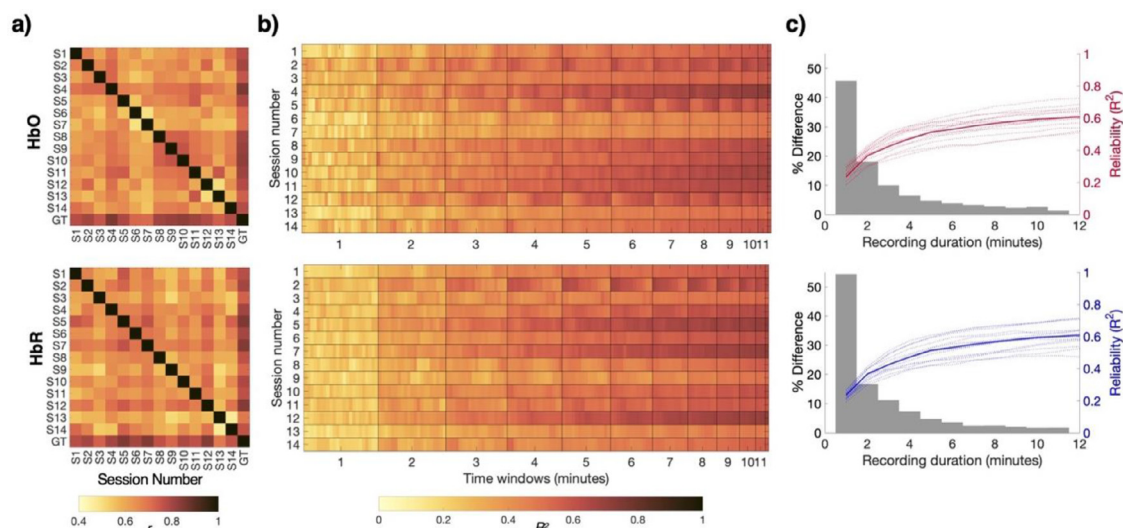 a)
b)
c)
HbO
S1
S2
S3
S4
S5
S6
S7
S8
S9
S10
S11
S12
S13
S14
GT
S1 S2 S3 S4 S5 S6 S7 S8 S9 S10 S11 S12 S13 S14 GT
Session number
1
2
3
4
5
6
7
8
9
10
11
12
13
14
1 2 3 4 5 6 7 8 9 1011
% Difference
50
40
30
20
10
0
Reliability (R²)
1
0.8
0.6
0.4
0.2
0
0 2 4 6 8 10 12
Recording duration (minutes)
HbR
S1
S2
S3
S4
S5
S6
S7
S8
S9
S10
S11
S12
S13
S14
GT
S1 S2 S3 S4 S5 S6 S7 S8 S9 S10 S11 S12 S13 S14 GT
Session Number
0.4 0.6 0.8 1
Session number
1
2
3
4
5
6
7
8
9
10
11
12
13
14
1 2 3 4 5 6 7 8 9 1011
Time windows (minutes)
0 0.2 0.4 0.6 0.8 1
% Difference
50
40
30
20
10
0
Reliability (R²)
1
0.8
0.6
0.4
0.2
0
0 2 4 6 8 10 12
Recording duration (minutes)